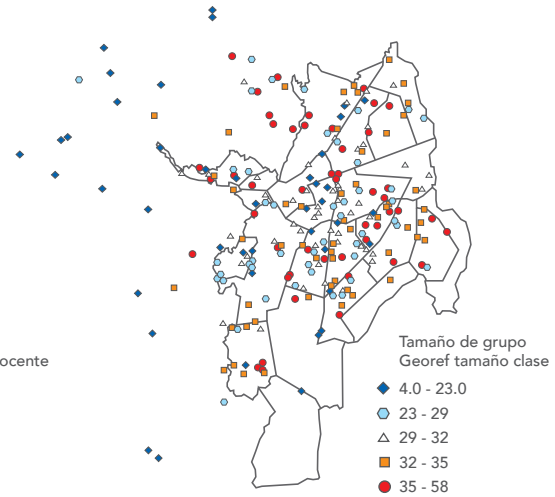 ocente
Tamaño de grupo
Georef tamaño clase
4.0 - 23.0
23 - 29
29 - 32
32 - 35
35 - 58